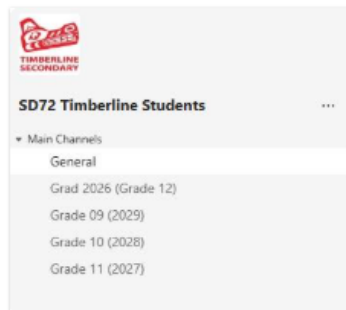 TIMBERLINE
SECONDARY
SD72 Timberline Students
Main Channels
General
Grad 2026 (Grade 12)
Grade 09 (2029)
Grade 10 (2028)
Grade 11 (2027)